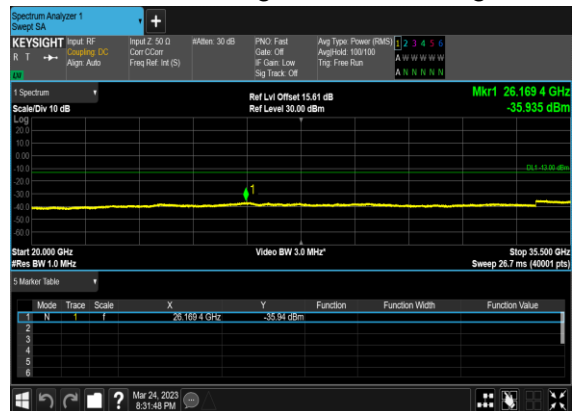 Spectrum Analyzer 1
Swept SA
+
KEYSIGHT Input: RF Input Z: 50 Ω #Atten: 30 dB PNO: Fast Avg Type: Power (RMS) 1 2 3 4 5 6
R T Coupling: DC Corr CCorr Gate: Off Avg|Hold: 100/100 A W W W W W
Align: Auto Freq Ref: Int (S) IF Gain: Low Trig: Free Run
Sig Track: Off A N N N N N
1 Spectrum Ref Lvl Offset 15.61 dB Mkr1 26.169 4 GHz
Scale/Div 10 dB Ref Level 30.00 dBm -35.935 dBm
Log
20.0
10.0
0.00
-10.0 DL1 -13.00 dBm
-20.0
-30.0 1
-40.0
-50.0
-60.0
Start 20.000 GHz Video BW 3.0 MHz* Stop 35.500 GHz
#Res BW 1.0 MHz Sweep 26.7 ms (40001 pts)
5 Marker Table
Mode Trace Scale X Y Function Function Width Function Value
1 N 1 f 26.169 4 GHz -35.94 dBm
2
3
4
5
6
? Mar 24, 2023
8:31:48 PM